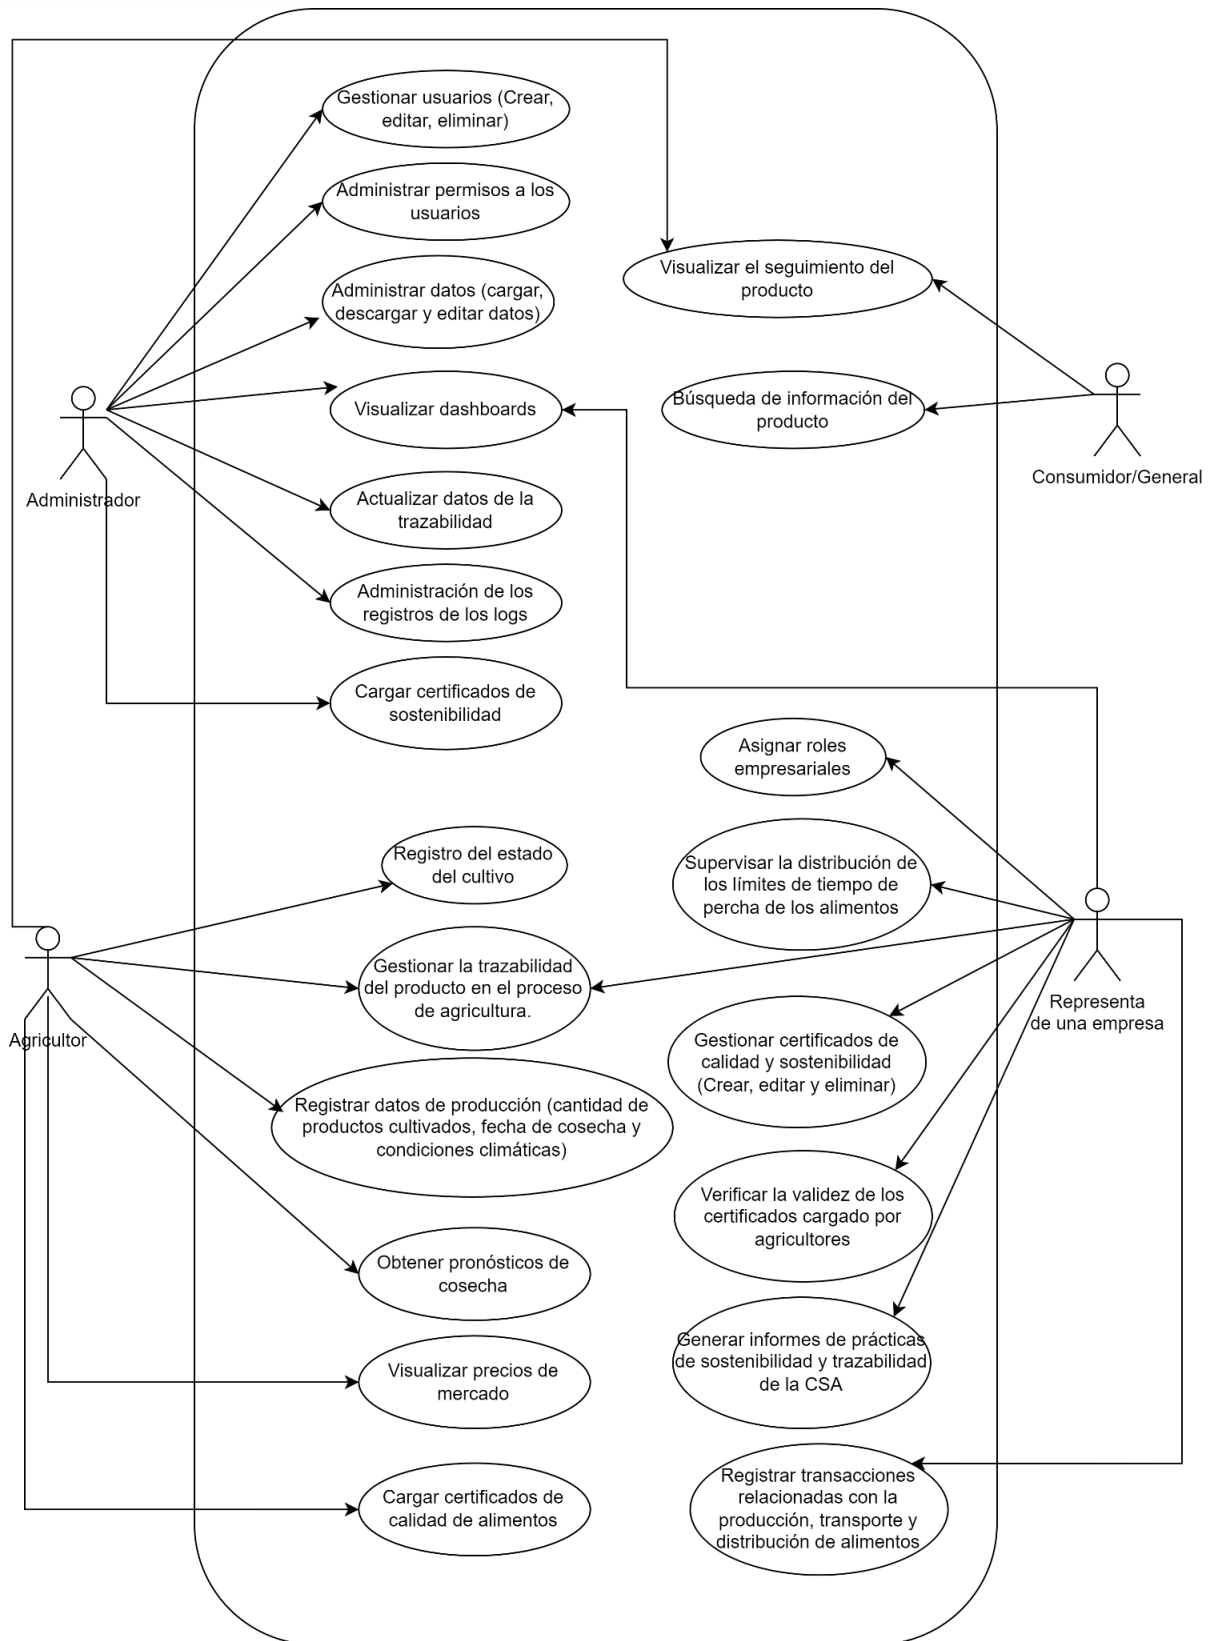 Gestionar usuarios (Crear,
editar, eliminar)
Administrar permisos a los
usuarios
Administrar datos (cargar,
descargar y editar datos)
Visualizar dashboards
Actualizar datos de la
trazabilidad
Administración de los
registros de los logs
Cargar certificados de
sostenibilidad
Administrador
Visualizar el seguimiento del
producto
Búsqueda de información del
producto
Consumidor/General
Asignar roles
empresariales
Supervisar la distribución de
los límites de tiempo de
percha de los alimentos
Gestionar certificados de
calidad y sostenibilidad
(Crear, editar y eliminar)
Verificar la validez de los
certificados cargado por
agricultores
Generar informes de prácticas
de sostenibilidad y trazabilidad
de la CSA
Registrar transacciones
relacionadas con la
producción, transporte y
distribución de alimentos
Representa
de una empresa
Registro del estado
del cultivo
Gestionar la trazabilidad
del producto en el proceso
de agricultura.
Registrar datos de producción (cantidad de
productos cultivados, fecha de cosecha y
condiciones climáticas)
Obtener pronósticos de
cosecha
Visualizar precios de
mercado
Cargar certificados de
calidad de alimentos
Agricultor